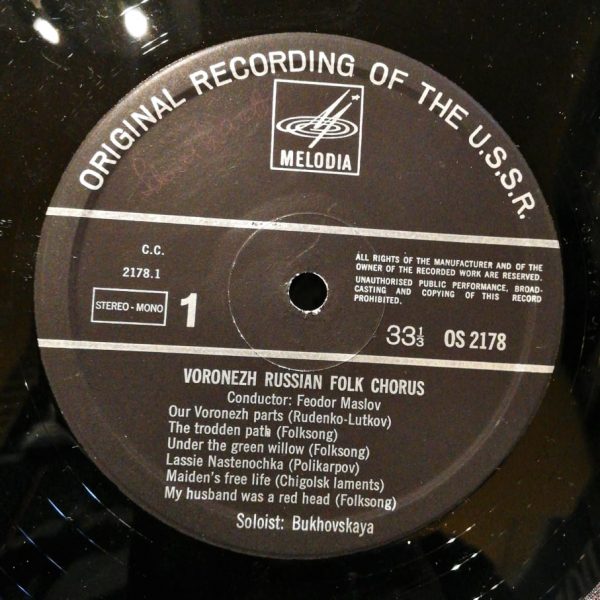 ORIGINAL RECORDING OF THE U.S.S.R.
MELODIA
C.C.
2178.1
STEREO - MONO
1
ALL RIGHTS OF THE MANUFACTURER AND OF THE
OWNER OF THE RECORDED WORK ARE RESERVED.
UNAUTHORISED PUBLIC PERFORMANCE, BROAD-
CASTING AND COPYING OF THIS RECORD
PROHIBITED.
33⅓ OS 2178
VORONEZH RUSSIAN FOLK CHORUS
Conductor: Feodor Maslov
Our Voronezh parts (Rudenko-Lutkov)
The trodden path (Folksong)
Under the green willow (Folksong)
Lassie Nastenochka (Polikarpov)
Maiden's free life (Chigolsk laments)
My husband was a red head (Folksong)
Soloist: Bukhovskaya